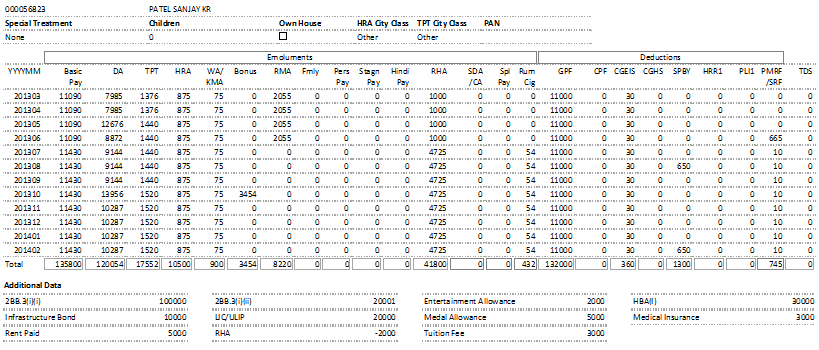 000056823 PATEL SANJAY KR
Special Treatment Children Own House HRA City Class TPT City Class PAN
None 0 Other Other
Emoluments Deductions
YYYYMM Basic DA TPT HRA WA/ Bonus RMA Fmly Pers Stagn Hindi RHA SDA Spl Rum GPF CPF CGEIS CGHS SPBY HRR1 PLI1 PMRF TDS
Pay KMA Pay Pay Pay /CA Pay Cig /SRF
201303 11090 7985 1376 875 75 0 2055 0 0 0 0 1000 0 0 0 11000 0 30 0 0 0 0 0 0
201304 11090 7985 1376 875 75 0 2055 0 0 0 0 1000 0 0 0 11000 0 30 0 0 0 0 0 0
201305 11090 12676 1440 875 75 0 2055 0 0 0 0 1000 0 0 0 11000 0 30 0 0 0 0 0 0
201306 11090 8872 1440 875 75 0 2055 0 0 0 0 1000 0 0 0 11000 0 30 0 0 0 0 665 0
201307 11430 9144 1440 875 75 0 0 0 0 0 0 4725 0 0 54 11000 0 30 0 0 0 0 10 0
201308 11430 9144 1440 875 75 0 0 0 0 0 0 4725 0 0 54 11000 0 30 0 650 0 0 10 0
201309 11430 9144 1440 875 75 0 0 0 0 0 0 4725 0 0 54 11000 0 30 0 0 0 0 10 0
201310 11430 13956 1520 875 75 3454 0 0 0 0 0 4725 0 0 54 11000 0 30 0 0 0 0 10 0
201311 11430 10287 1520 875 75 0 0 0 0 0 0 4725 0 0 54 11000 0 30 0 0 0 0 10 0
201312 11430 10287 1520 875 75 0 0 0 0 0 0 4725 0 0 54 11000 0 30 0 0 0 0 10 0
201401 11430 10287 1520 875 75 0 0 0 0 0 0 4725 0 0 54 11000 0 30 0 0 0 0 10 0
201402 11430 10287 1520 875 75 0 0 0 0 0 0 4725 0 0 54 11000 0 30 0 650 0 0 10 0
Total 135800 120054 17552 10500 900 3454 8220 0 0 0 0 41800 0 0 432 132000 0 360 0 1300 0 0 745 0
Additional Data
2BB.3(i)(i) 100000 2BB.3(i)(ii) 20001 Entertainment Allowance 2000 HBA(I) 30000
Infrastructure Bond 10000 LIC/ULIP 20000 Medal Allowance 5000 Medical Insurance 3000
Rent Paid 5000 RHA -2000 Tuition Fee 3000